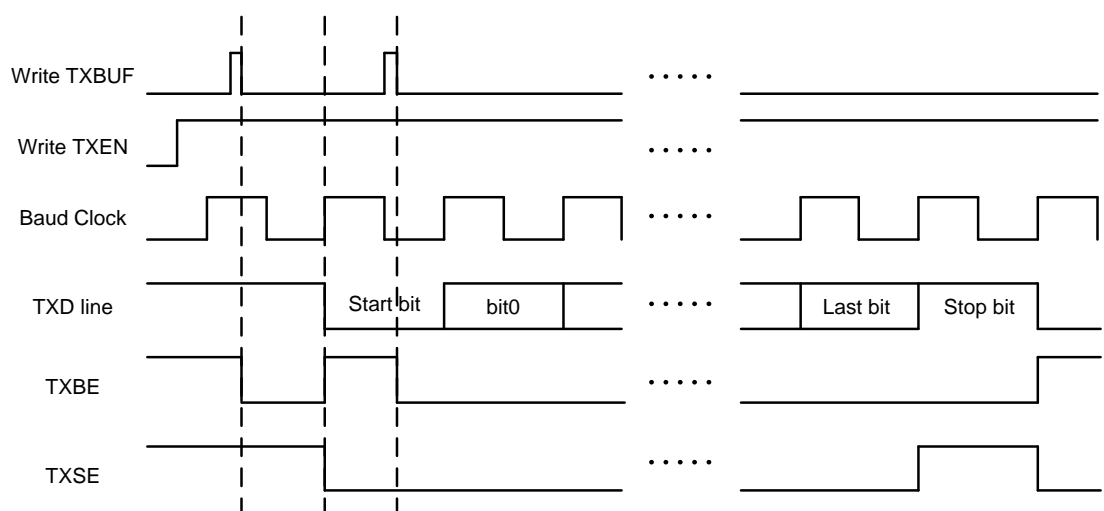 Write TXBUF
Write TXEN
Baud Clock
TXD line
Start bit
bit0
Last bit
Stop bit
TXBE
TXSE